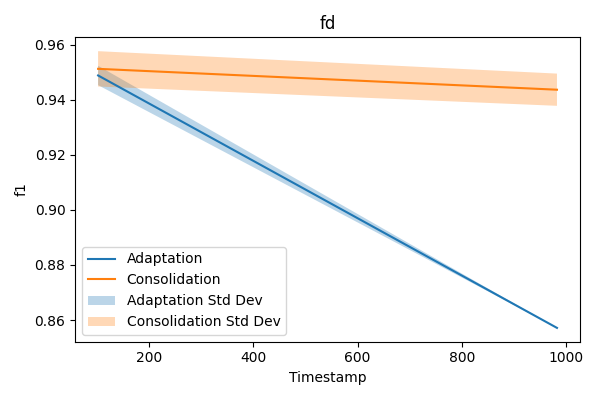 fd
0.96
0.94
0.92
0.90
0.88
0.86
f1
Adaptation
Consolidation
Adaptation Std Dev
Consolidation Std Dev
200
400
600
800
1000
Timestamp